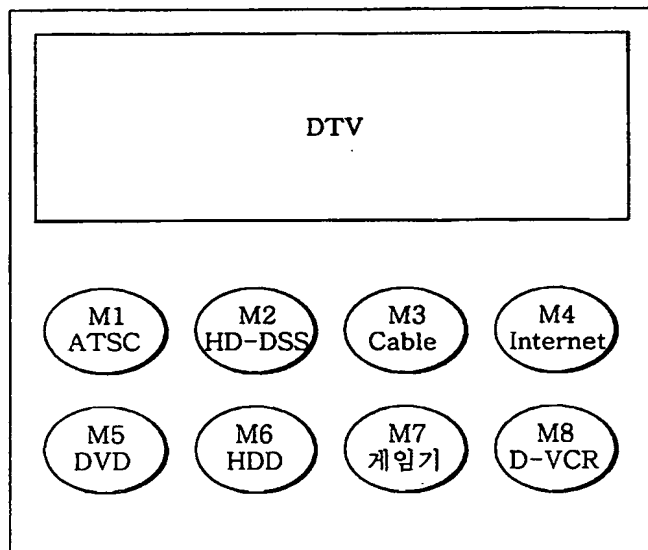 DTV
M1
ATSC
M2
HD-DSS
M3
Cable
M4
Internet
M5
DVD
M6
HDD
M7
게임기
M8
D-VCR